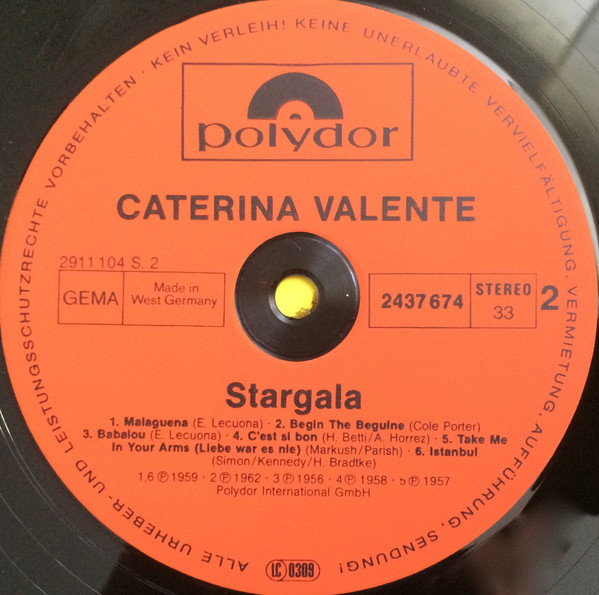 ALLE URHEBER- UND LEISTUNGSSCHUTZRECHTE VORBEHALTEN · KEIN VERLEIH! KEINE UNERLAUBTE VERVIELFÄLTIGUNG, VERMIETUNG, AUFFÜHRUNG, SENDUNG!
polydor
CATERINA VALENTE
2911 104 S. 2
GEMA
Made in
West Germany
2437 674
STEREO
33
2
Stargala
1. Malaguena (E. Lecuona) · 2. Begin The Beguine (Cole Porter)
3. Babalou (E. Lecuona) · 4. C'est si bon (H. Betti/A. Horrez) · 5. Take Me
In Your Arms (Liebe war es nie) (Markush/Parish) · 6. Istanbul
(Simon/Kennedy/H. Bradtke)
1,6 ℗ 1959 · 2 ℗ 1962 · 3 ℗ 1956 · 4 ℗ 1958 · 5 ℗ 1957
Polydor International GmbH
LC 0309